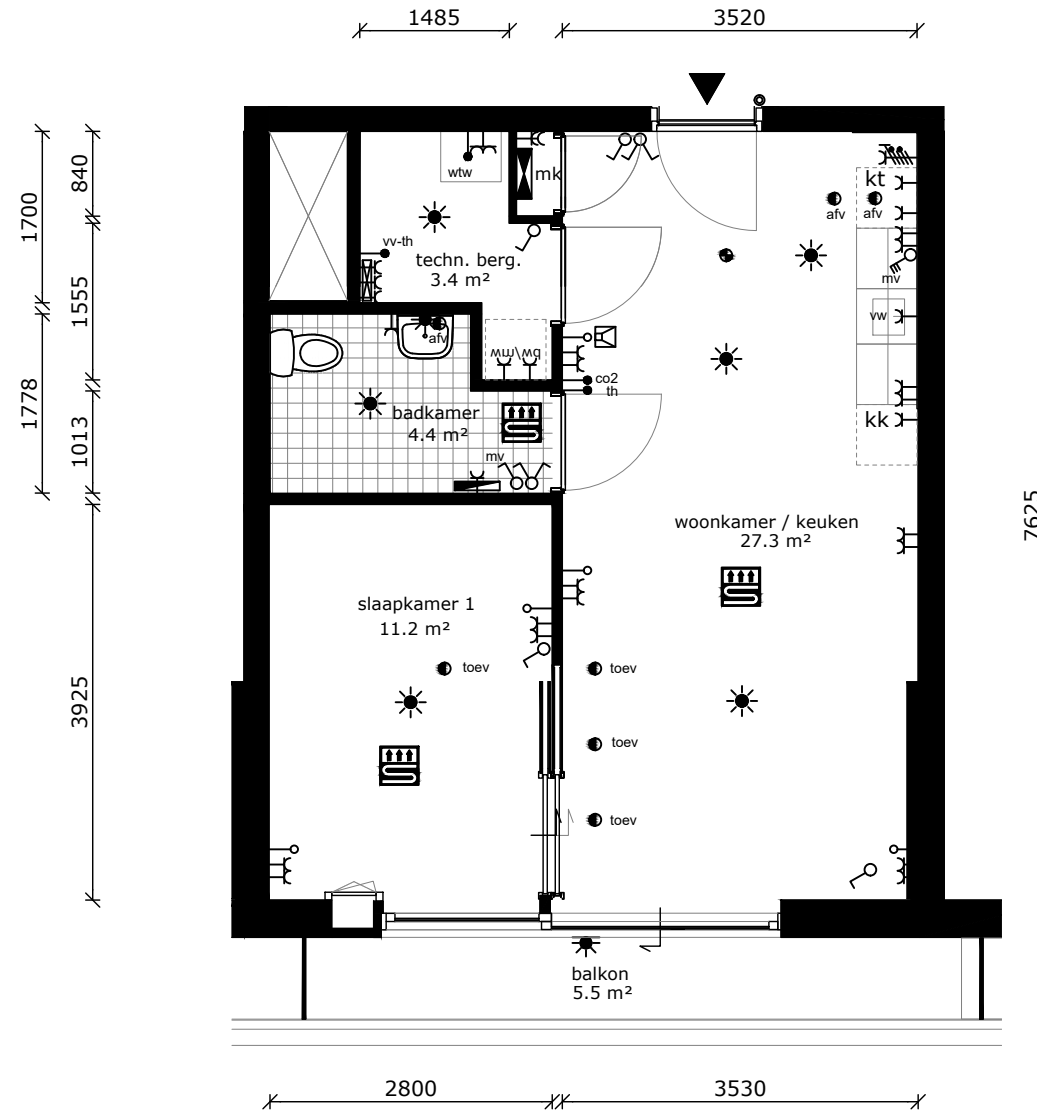 1485
3520
840
1700
1555
1778
1013
3925
7625
wtw
mk
kt
afv
afv
vv-th
techn. berg.
3.4 m²
mv
vw
afv
bw\mw
co2
th
badkamer
4.4 m²
kk
mv
woonkamer / keuken
27.3 m²
slaapkamer 1
11.2 m²
toev
toev
toev
toev
balkon
5.5 m²
2800
3530